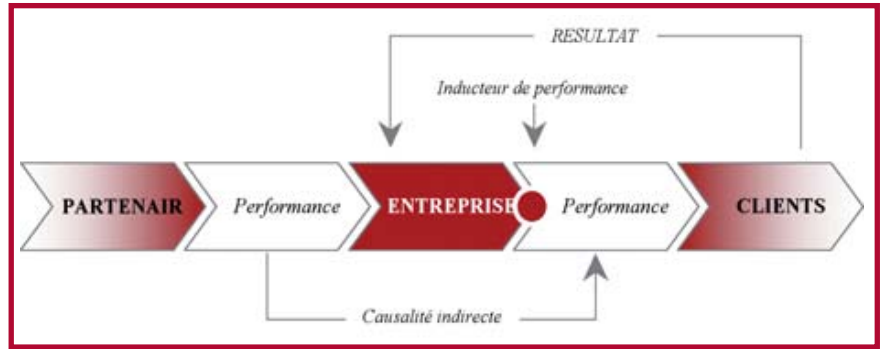 RESULTAT
Inducteur de performance
PARTENAIR
Performance
ENTREPRISE
Performance
CLIENTS
Causalité indirecte